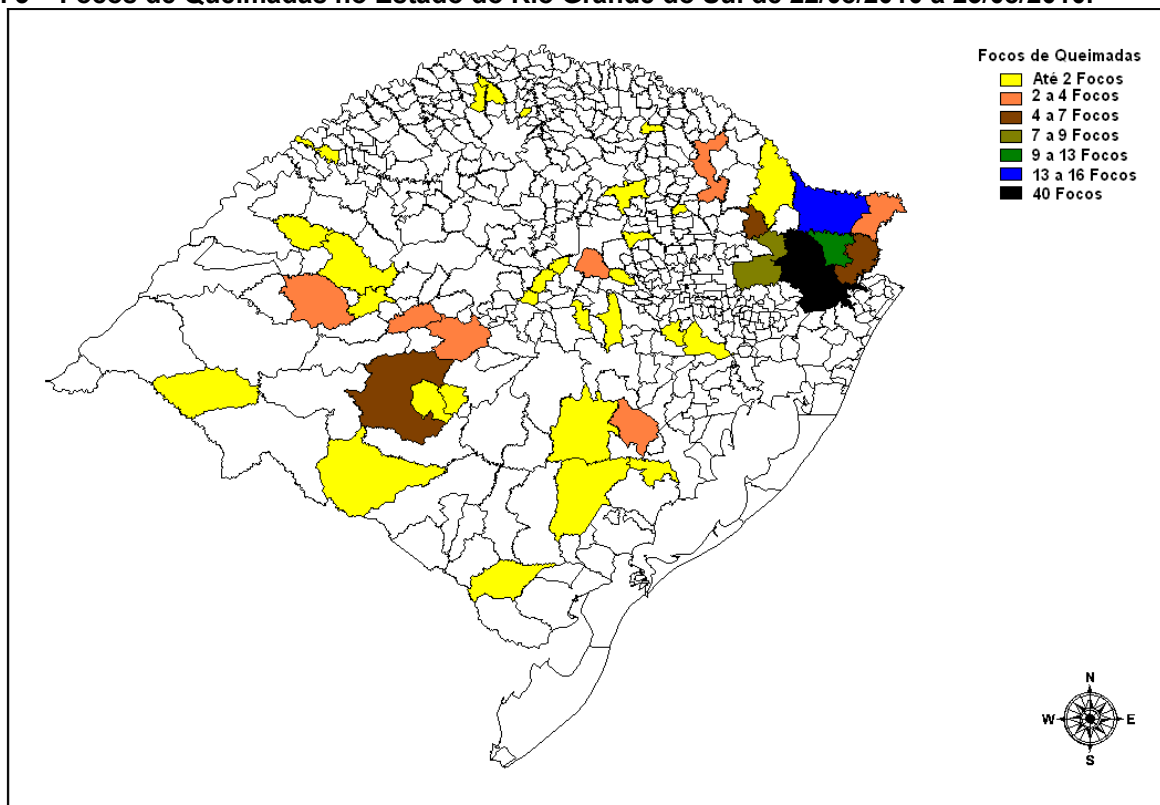 Focos de Queimadas no Estado do Rio Grande do Sul de
Focos de Queimadas
Até 2 Focos
2 a 4 Focos
4 a 7 Focos
7 a 9 Focos
9 a 13 Focos
13 a 16 Focos
40 Focos
N
W
E
S